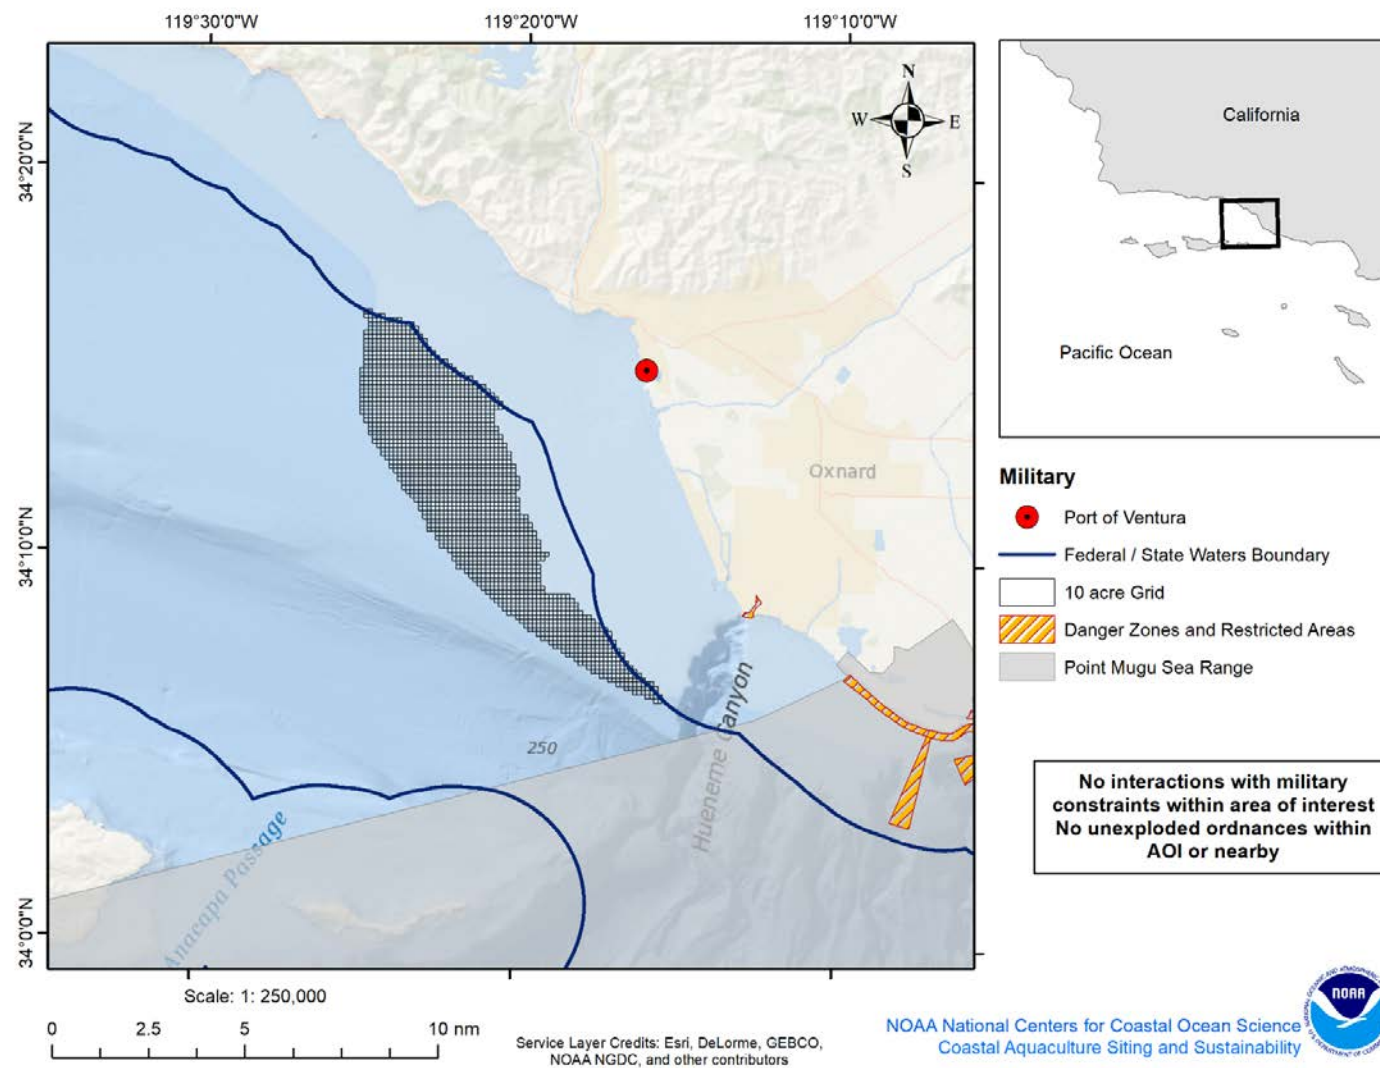 119°30'0"W
119°20'0"W
119°10'0"W
34°20'0"N
34°10'0"N
34°0'0"N
N
W
E
S
Oxnard
Hueneme Canyon
250
Anacapa Passage
California
Pacific Ocean
Military
Port of Ventura
Federal / State Waters Boundary
10 acre Grid
Danger Zones and Restricted Areas
Point Mugu Sea Range
No interactions with military
constraints within area of interest
No unexploded ordnances within
AOI or nearby
Scale: 1: 250,000
0 2.5 5 10 nm
Service Layer Credits: Esri, DeLorme, GEBCO,
NOAA NGDC, and other contributors
NOAA National Centers for Coastal Ocean Science
Coastal Aquaculture Siting and Sustainability
NOAA